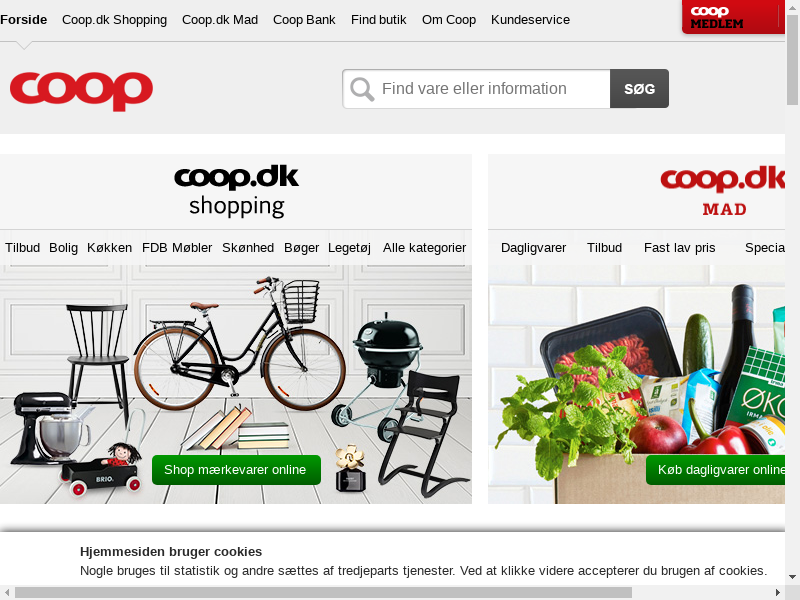 Forside Coop.dk Shopping Coop.dk Mad Coop Bank Find butik Om Coop Kundeservice
coop
MEDLEM
coop
Find vare eller information
SØG
coop.dk
shopping
Tilbud Bolig Køkken FDB Møbler Skønhed Bøger Legetøj Alle kategorier
BRIO.
Shop mærkevarer online
coop.dk
MAD
Dagligvarer Tilbud Fast lav pris Specia
ØKO
Køb dagligvarer online
Hjemmesiden bruger cookies
Nogle bruges til statistik og andre sættes af tredjeparts tjenester. Ved at klikke videre accepterer du brugen af cookies.